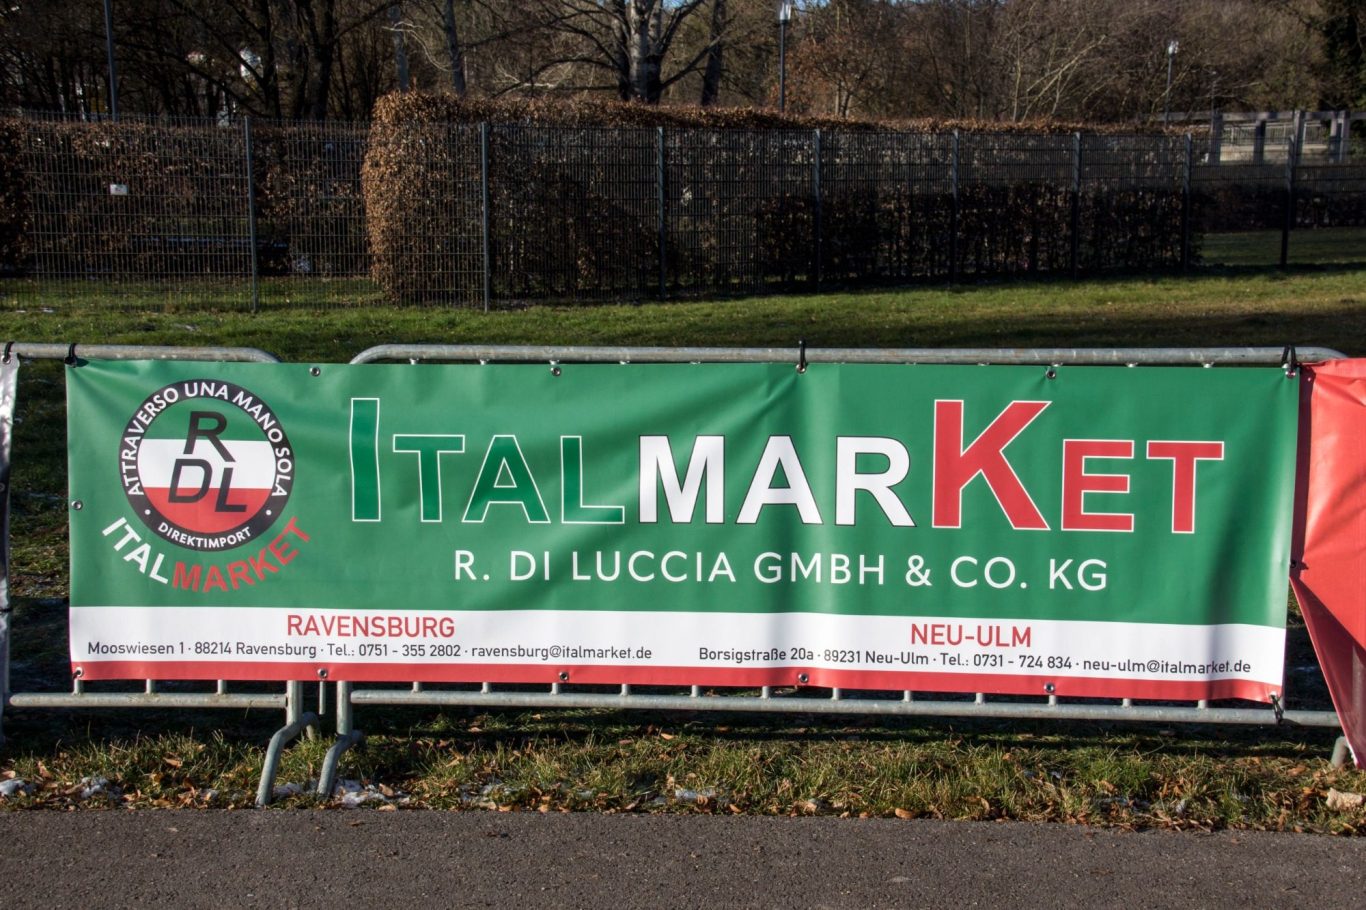 ATTRAVERSO UNA MANO SOLA
R
DL
· DIREKTIMPORT ·
ITALMARKET
ITALMARKET
R. DI LUCCIA GMBH & CO. KG
RAVENSBURG
Mooswiesen 1 · 88214 Ravensburg · Tel.: 0751 - 355 2802 · ravensburg@italmarket.de
NEU-ULM
Borsigstraße 20a · 89231 Neu-Ulm · Tel.: 0731 - 724 834 · neu-ulm@italmarket.de